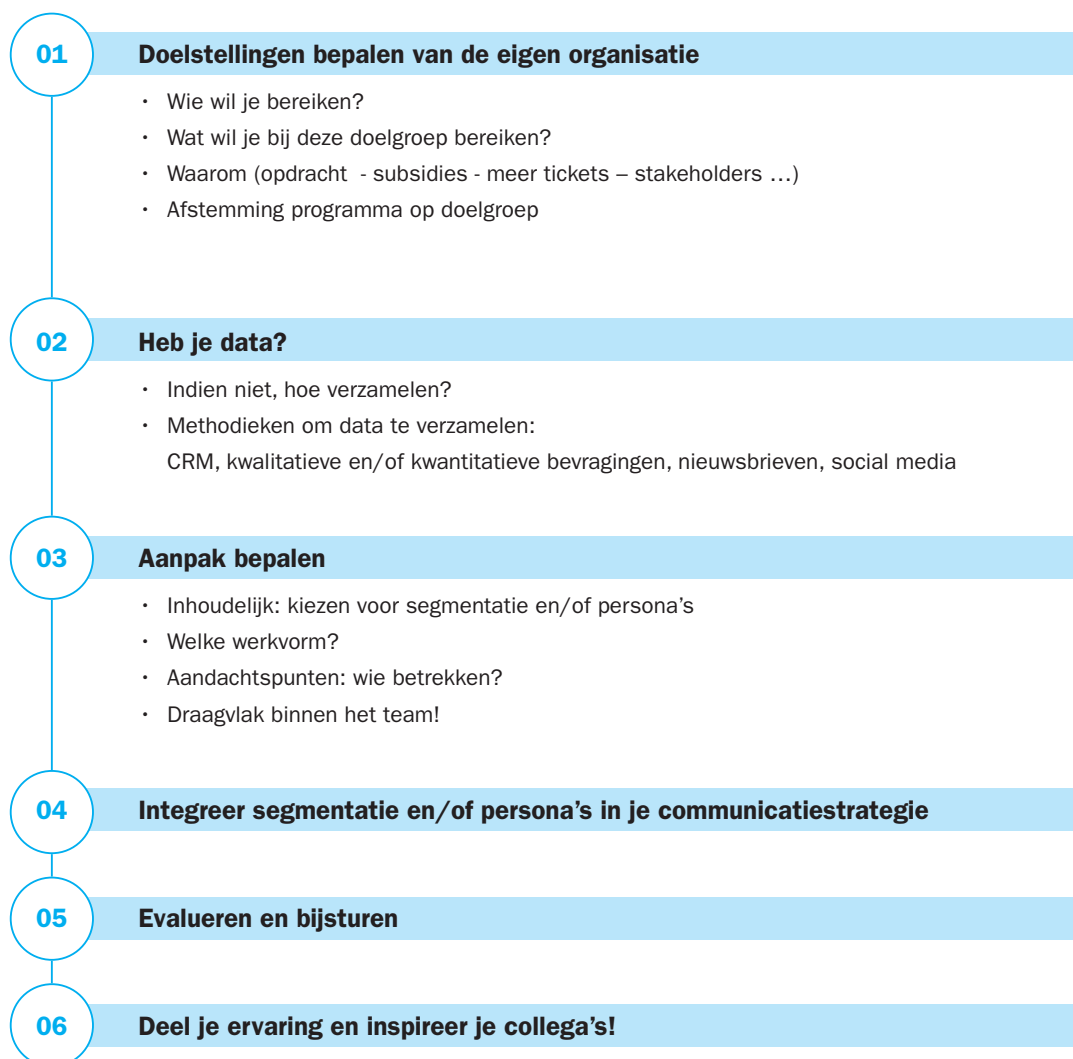 01
Doelstellingen bepalen van de eigen organisatie
· Wie wil je bereiken?
· Wat wil je bij deze doelgroep bereiken?
· Waarom (opdracht - subsidies - meer tickets – stakeholders …)
· Afstemming programma op doelgroep
02
Heb je data?
· Indien niet, hoe verzamelen?
· Methodieken om data te verzamelen:
CRM, kwalitatieve en/of kwantitatieve bevragingen, nieuwsbrieven, social media
03
Aanpak bepalen
· Inhoudelijk: kiezen voor segmentatie en/of persona’s
· Welke werkvorm?
· Aandachtspunten: wie betrekken?
· Draagvlak binnen het team!
04
Integreer segmentatie en/of persona’s in je communicatiestrategie
05
Evalueren en bijsturen
06
Deel je ervaring en inspireer je collega’s!